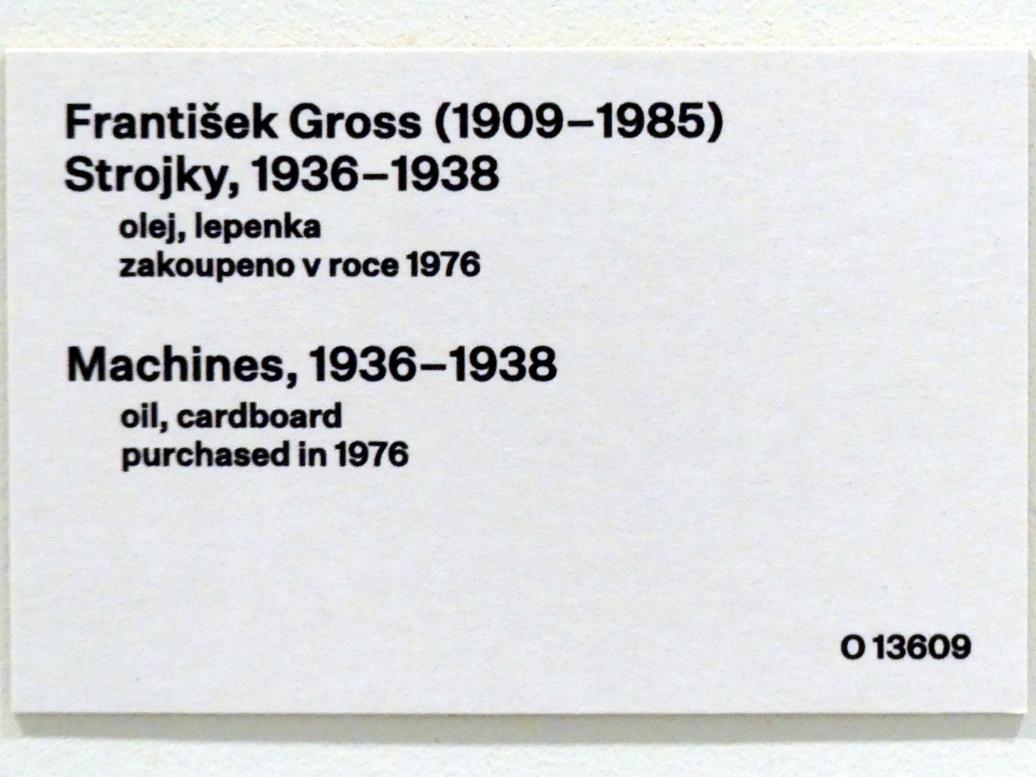 František Gross (1909–1985)
Strojky, 1936–1938
olej, lepenka
zakoupeno v roce 1976
Machines, 1936–1938
oil, cardboard
purchased in 1976
O 13609